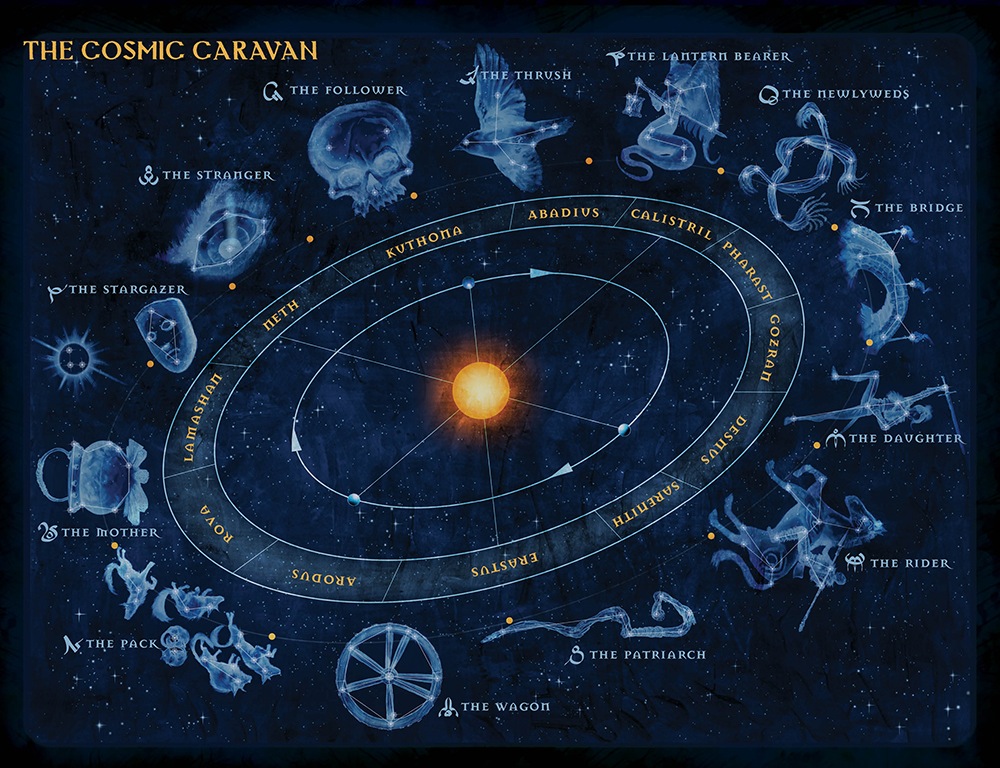 THE COSMIC CARAVAN
THE FOLLOWER
THE THRUSH
THE LANTERN BEARER
THE NEWLYWEDS
THE STRANGER
THE BRIDGE
THE STARGAZER
THE DAUGHTER
THE MOTHER
THE RIDER
THE PACK
THE PATRIARCH
THE WAGON
ABADIUS
CALISTRIL
PHARAST
GOZRAN
DESNUS
SARENITH
ERASTUS
ARODUS
ROVA
LAMASHAN
NETH
KUTHONA